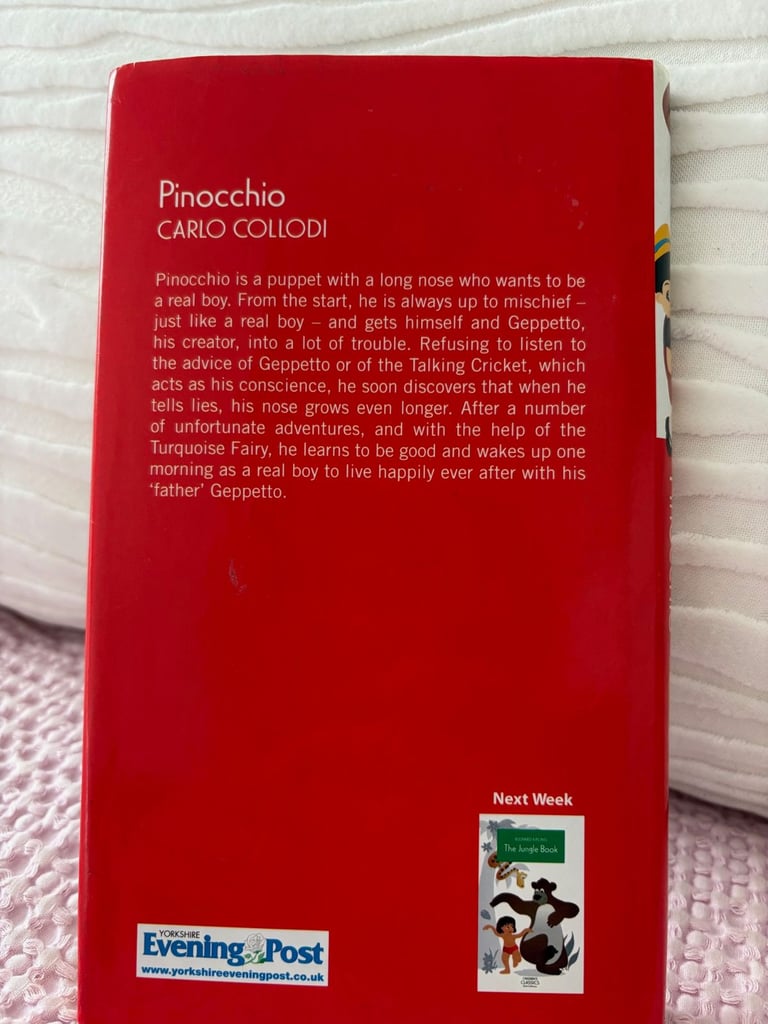 Pinocchio
CARLO COLLODI
Pinocchio is a puppet with a long nose who wants to be
a real boy. From the start, he is always up to mischief –
just like a real boy – and gets himself and Geppetto,
his creator, into a lot of trouble. Refusing to listen to
the advice of Geppetto or of the Talking Cricket, which
acts as his conscience, he soon discovers that when he
tells lies, his nose grows even longer. After a number
of unfortunate adventures, and with the help of the
Turquoise Fairy, he learns to be good and wakes up one
morning as a real boy to live happily ever after with his
‘father’ Geppetto.
Next Week
The Jungle Book
CLASSICS
YORKSHIRE
Evening Post
www.yorkshireeveningpost.co.uk